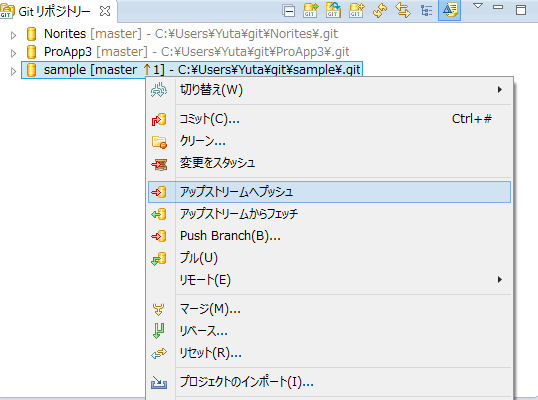 Git リポジトリー
Norites [master] - C:¥Users¥Yuta¥git¥Norites¥.git
ProApp3 [master] - C:¥Users¥Yuta¥git¥ProApp3¥.git
sample [master ↑1] - C:¥Users¥Yuta¥git¥sample¥.git
切り替え(W)
コミット(C)... Ctrl+#
クリーン...
変更をスタッシュ
アップストリームへプッシュ
アップストリームからフェッチ
Push Branch(B)...
プル(U)
リモート(E)
マージ(M)...
リベース...
リセット(R)...
プロジェクトのインポート(I)...